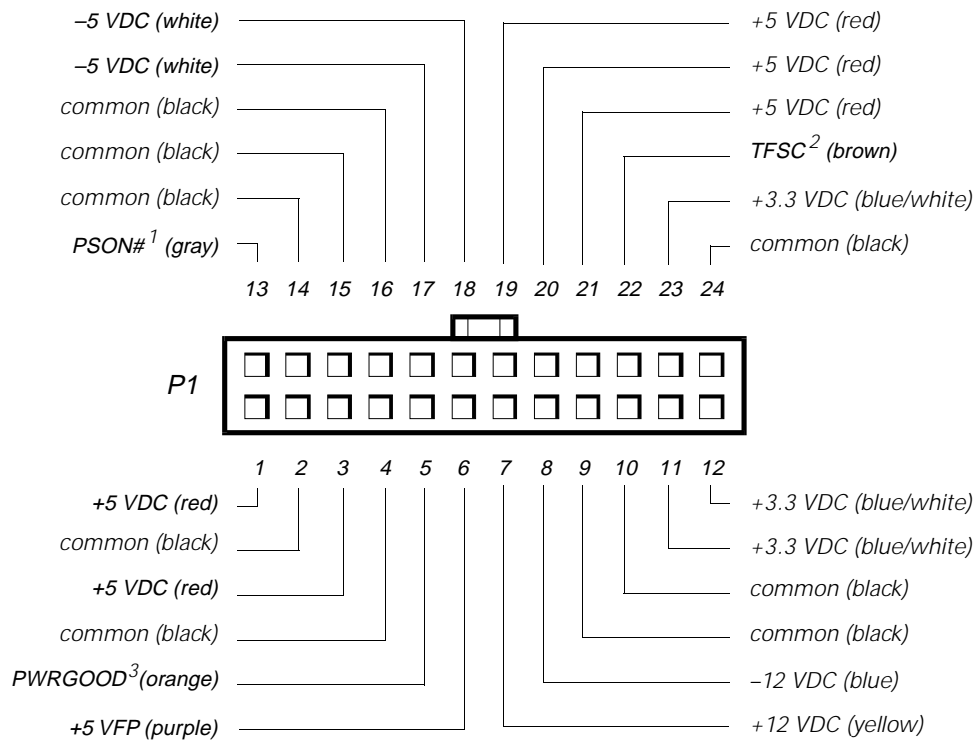 –5 VDC (white)
–5 VDC (white)
common (black)
common (black)
common (black)
PSON# 1 (gray)
+5 VDC (red)
+5 VDC (red)
+5 VDC (red)
TFSC 2 (brown)
+3.3 VDC (blue/white)
common (black)
13 14 15 16 17 18 19 20 21 22 23 24
P1
1 2 3 4 5 6 7 8 9 10 11 12
+5 VDC (red)
common (black)
+5 VDC (red)
common (black)
PWRGOOD3(orange)
+5 VFP (purple)
+3.3 VDC (blue/white)
+3.3 VDC (blue/white)
common (black)
common (black)
–12 VDC (blue)
+12 VDC (yellow)